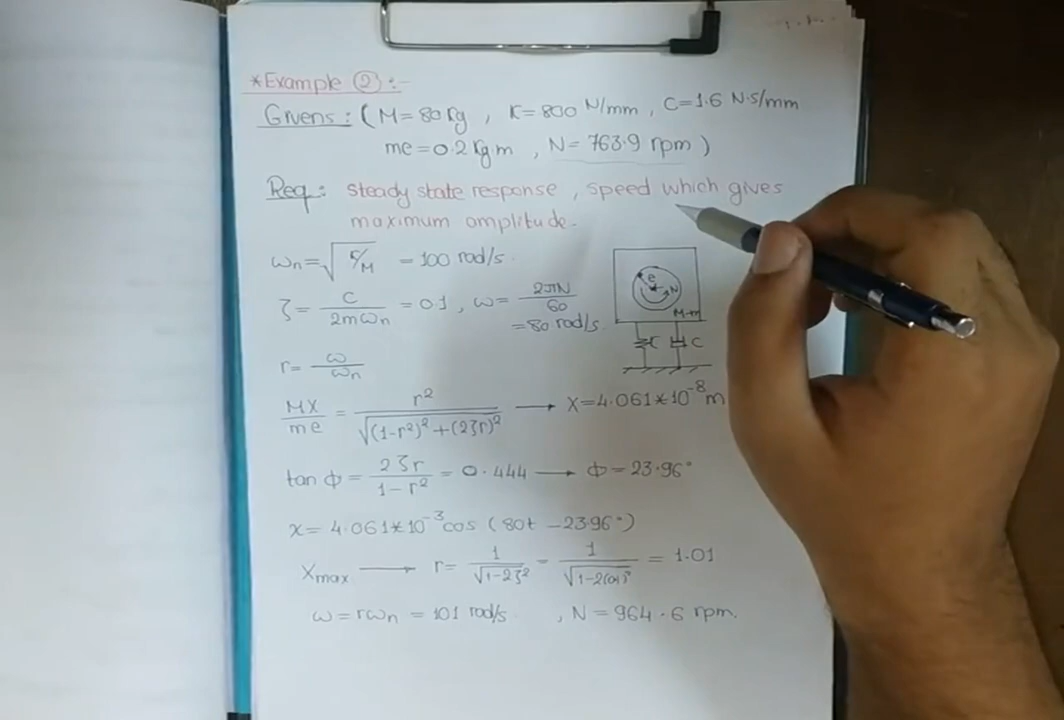 *Example ②:-
Givens: (M=80 Kg, K=800 N/mm, C=1.6 N.S/mm
me=0.2 Kg.m, N=763.9 rpm)
Req: steady state response, speed which gives
maximum amplitude.
ωn=√K/M = 100 rad/s.
ζ= C/2mωn = 0.1, ω= 2πN/60
=80 rad/s.
e
N
M-m
K C
r= ω/ωn
MX/me = r²/√(1-r²)²+(2ζr)² → X=4.061*10⁻⁸m
tan Φ= 2ζr/1-r² = 0.444 → Φ=23.96°
x= 4.061*10⁻³cos (80t -23.96°)
Xmax → r= 1/√1-2ζ² = 1/√1-2(0.1)² = 1.01
ω=rωn = 101 rad/s, N=964.6 rpm.